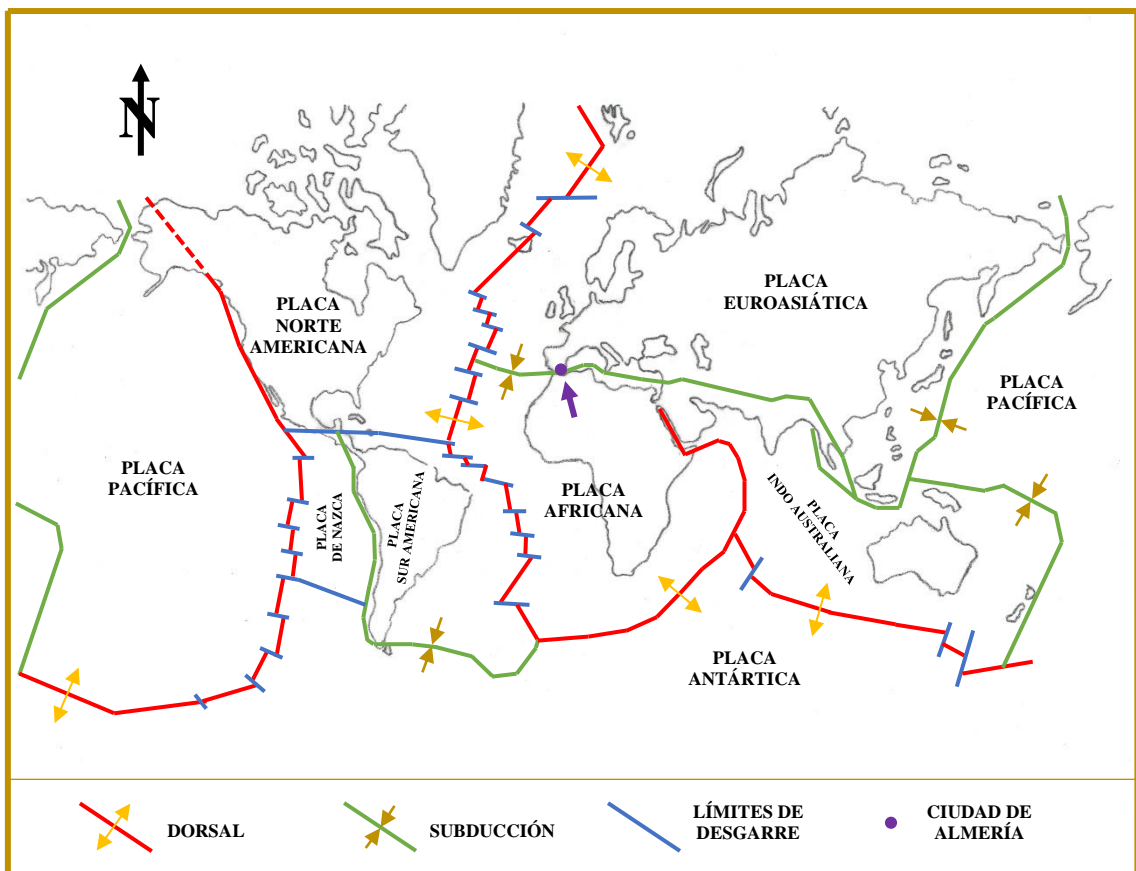 N
PLACA
EUROASIÁTICA
PLACA
NORTE
AMERICANA
PLACA
PACÍFICA
PLACA
PACÍFICA
PLACA
DE NAZCA
PLACA
SUR AMERICANA
PLACA
AFRICANA
PLACA
INDO AUSTRALIANA
PLACA
ANTÁRTICA
DORSAL
SUBDUCCIÓN
LÍMITES DE
DESGARRE
CIUDAD DE
ALMERÍA